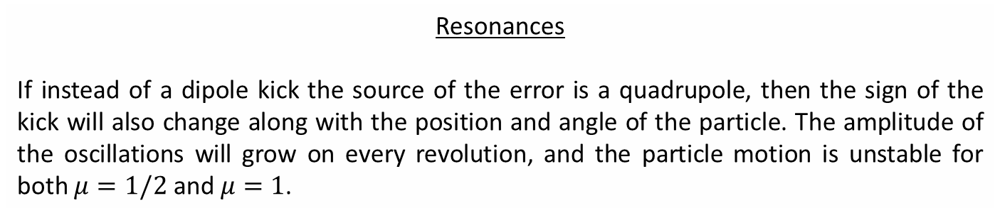 Resonances
If instead of a dipole kick the source of the error is a quadrupole, then the sign of the
kick will also change along with the position and angle of the particle. The amplitude of
the oscillations will grow on every revolution, and the particle motion is unstable for
both 𝜇 = 1/2 and 𝜇 = 1.